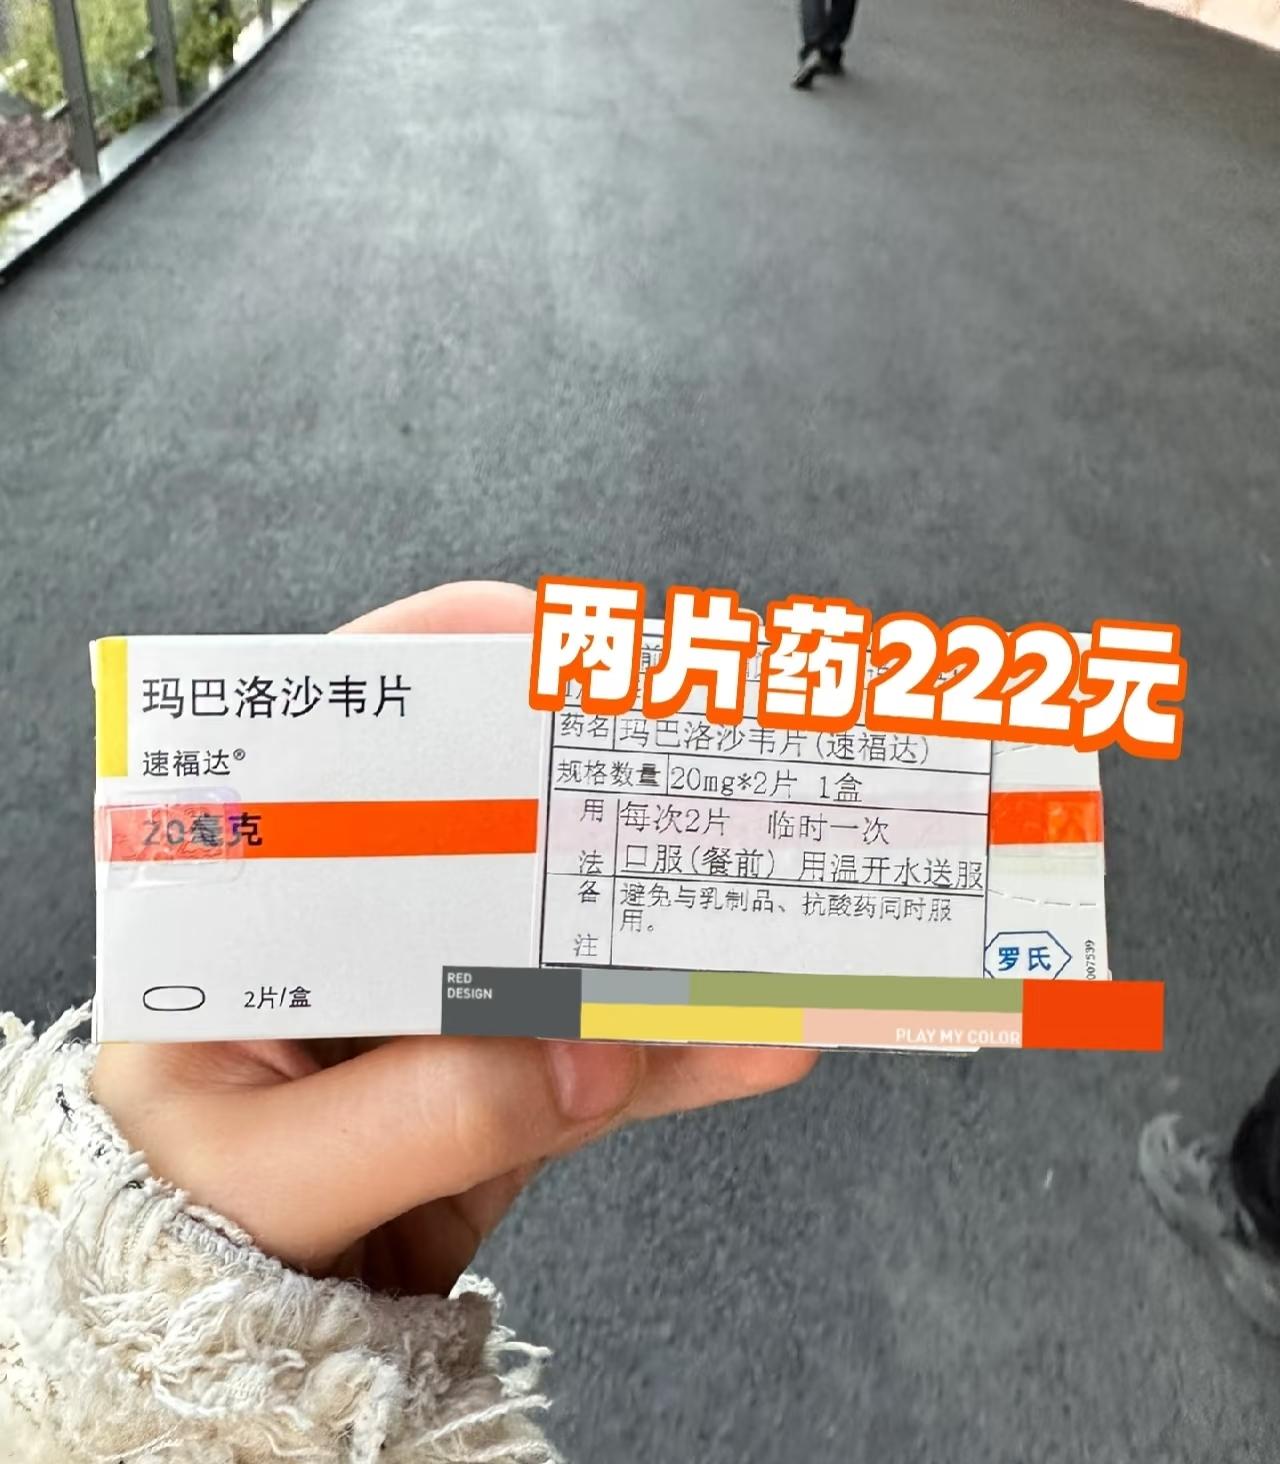 两片药222元
玛巴洛沙韦片
速福达®
20毫克
2片/盒
药名 玛巴洛沙韦片(速福达)
规格数量 20mg*2片 1盒
用法 每次2片 临时一次
口服(餐前) 用温开水送服
备注 避免与乳制品、抗酸药同时服
用。
罗氏
007539
RED
DESIGN
PLAY MY COLOR